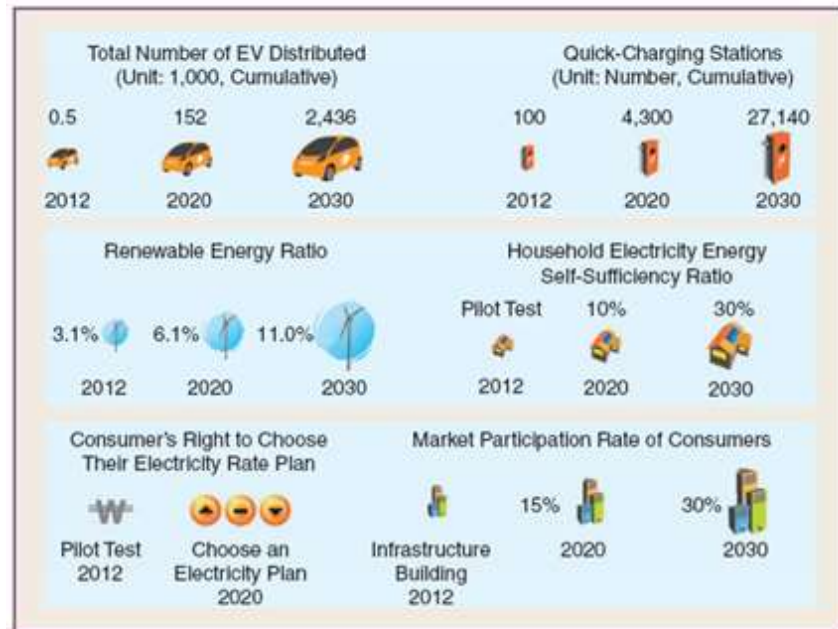 Total Number of EV Distributed
(Unit: 1,000, Cumulative)
0.5 152 2,436
2012 2020 2030
Quick-Charging Stations
(Unit: Number, Cumulative)
100 4,300 27,140
2012 2020 2030
Renewable Energy Ratio
3.1% 6.1% 11.0%
2012 2020 2030
Household Electricity Energy
Self-Sufficiency Ratio
Pilot Test 10% 30%
2012 2020 2030
Consumer's Right to Choose
Their Electricity Rate Plan
Pilot Test
2012
Choose an
Electricity Plan
2020
Market Participation Rate of Consumers
Infrastructure
Building
2012
15%
2020
30%
2030